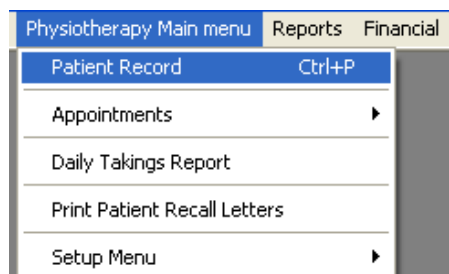 Physiotherapy Main menu Reports Financial
Patient Record Ctrl+P
Appointments
Daily Takings Report
Print Patient Recall Letters
Setup Menu